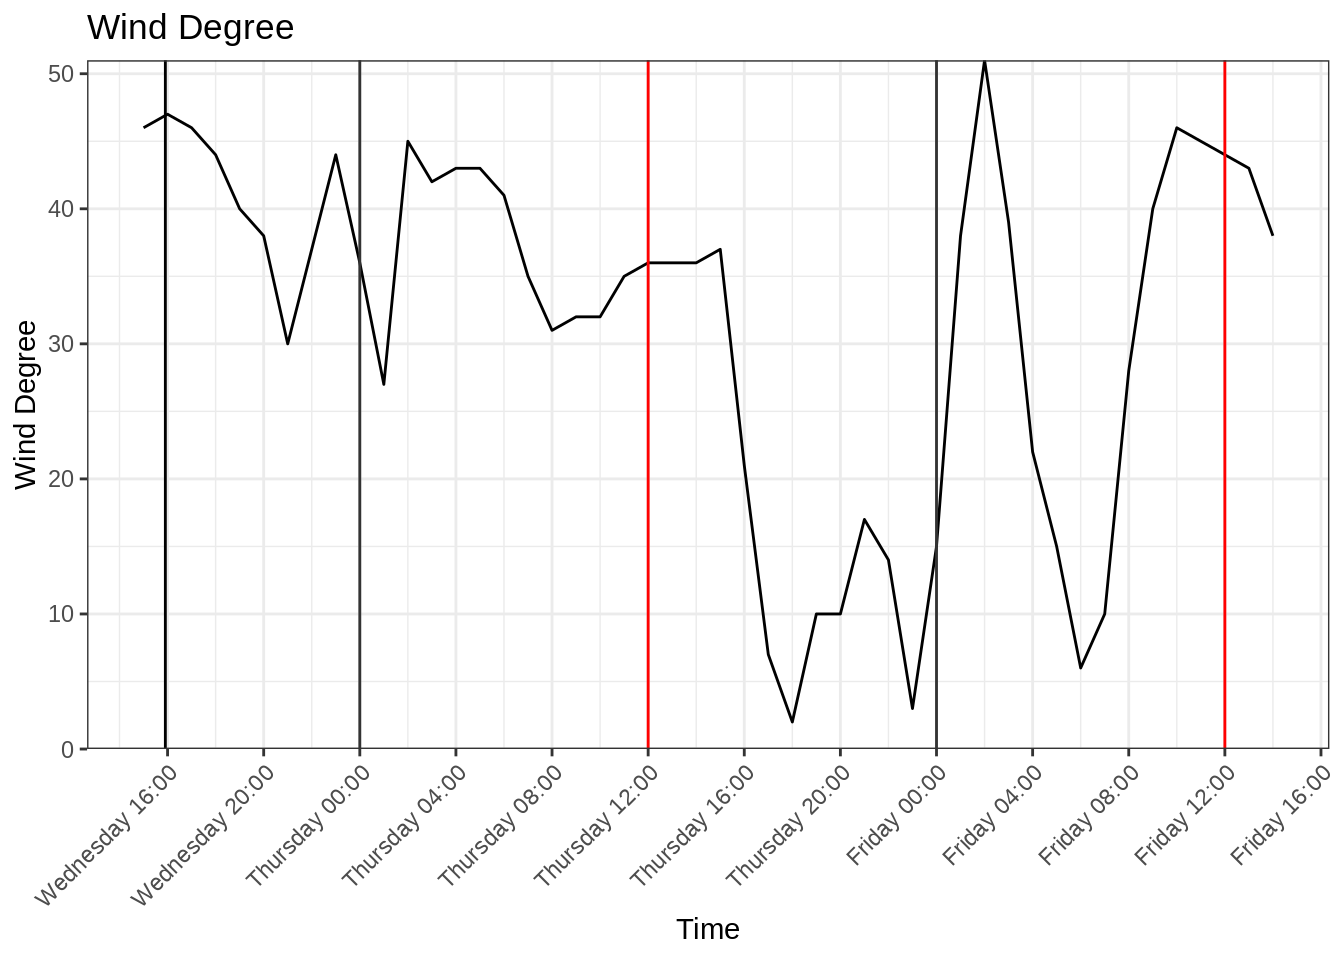 Wind Degree
Wind Degree
50
40
30
20
10
0
Wednesday 16:00
Wednesday 20:00
Thursday 00:00
Thursday 04:00
Thursday 08:00
Thursday 12:00
Thursday 16:00
Thursday 20:00
Friday 00:00
Friday 04:00
Friday 08:00
Friday 12:00
Friday 16:00
Time